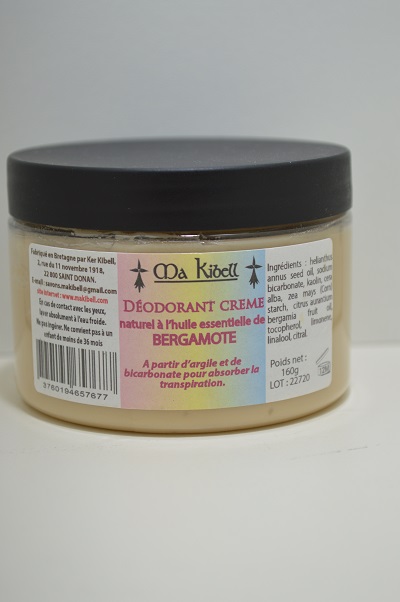 Fabriqué en Bretagne par Ker Kibell,
2, rue du 11 novembre 1918,
22 800 SAINT DONAN.
E-mail : savons.makibell@gmail.com
site internet : www.makibell.com
En cas de contact avec les yeux,
laver abondamment à l'eau froide.
Ne pas ingérer. Ne convient pas à un
enfant de moins de 36 mois
3760194657677
Ma Kibell
DÉODORANT CREME
naturel à l'huile essentielle de
BERGAMOTE
A partir d'argile et de
bicarbonate pour absorber la
transpiration.
Ingrédients : helianthus
annus seed oil, sodium
bicarbonate, kaolin, cera
alba, zea mays (Corn)
starch, citrus aurantium
bergamia fruit oil,
tocopherol, limonene,
linalool, citral.
Poids net :
160g
LOT : 22720